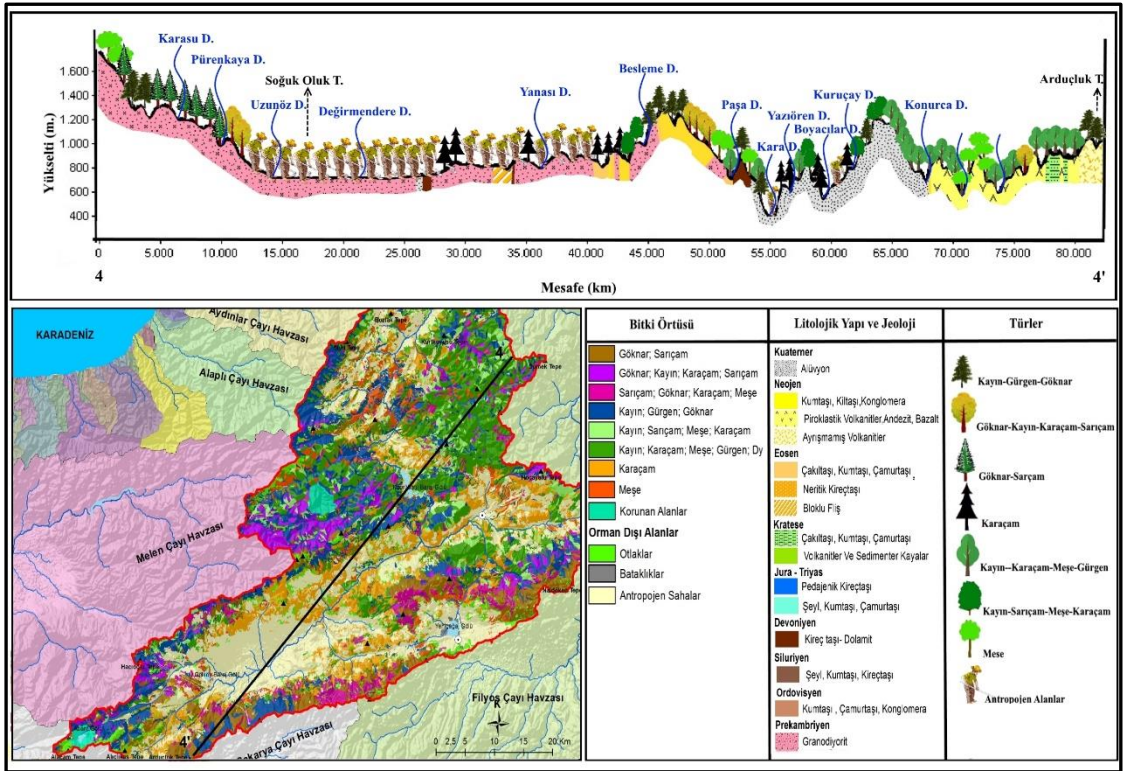 Yükselti (m.)
1.600
1.400
1.200
1.000
800
600
400
Karasu D.
Pürenkaya D.
Uzunöz D.
Soğuk Oluk T.
Değirmendere D.
Yanası D.
Besleme D.
Paşa D.
Kara D.
Yazıören D.
Boyacılar D.
Kuruçay D.
Konurca D.
Arduçluk T.
0
5.000
10.000
15.000
20.000
25.000
30.000
35.000
40.000
45.000
50.000
55.000
60.000
65.000
70.000
75.000
80.000
4
4'
Mesafe (km)
KARADENİZ
Aydınlar Çayı Havzası
Alaplı Çayı Havzası
Melen Çayı Havzası
Filyos Çayı Havzası
4
4'
0 2.5 5 10 15 20 Km
Bitki Örtüsü
Göknar; Sarıçam
Göknar; Kayın; Karaçam; Sarıçam
Sarıçam; Göknar; Karaçam; Meşe
Kayın; Gürgen; Göknar
Kayın; Sarıçam; Meşe; Karaçam
Kayın; Karaçam; Meşe; Gürgen; Dy
Karaçam
Meşe
Korunan Alanlar
Orman Dışı Alanlar
Otlaklar
Bataklıklar
Antropojen Sahalar
Litolojik Yapı ve Jeoloji
Kuaterner
Alüvyon
Neojen
Kumtaşı, Kiltaşı,Konglomera
Piroklastik Volkanitler,Andezit, Bazalt
Ayrışmamış Volkanitler
Eosen
Çakıltaşı, Kumtaşı, Çamurtaşı
Neritik Kireçtaşı
Bloklu Fliş
Kratese
Çakıltaşı, Kumtaşı, Çamurtaşı
Volkanitler Ve Sedimenter Kayalar
Jura - Triyas
Pedajenik Kireçtaşı
Şeyl, Kumtaşı, Çamurtaşı
Devoniyen
Kireç taşı- Dolamit
Siluriyen
Şeyl, Kumtaşı, Kireçtaşı
Ordovisyen
Kumtaşı , Çamurtaşı, Konglomera
Prekambriyen
Granodiyorit
Türler
Kayın-Gürgen-Göknar
Göknar-Kayın-Karaçam-Sarıçam
Göknar-Sarçam
Karaçam
Kayın--Karaçam-Meşe-Gürgen
Kayın-Sarıçam-Meşe-Karaçam
Mese
Antropojen Alanlar